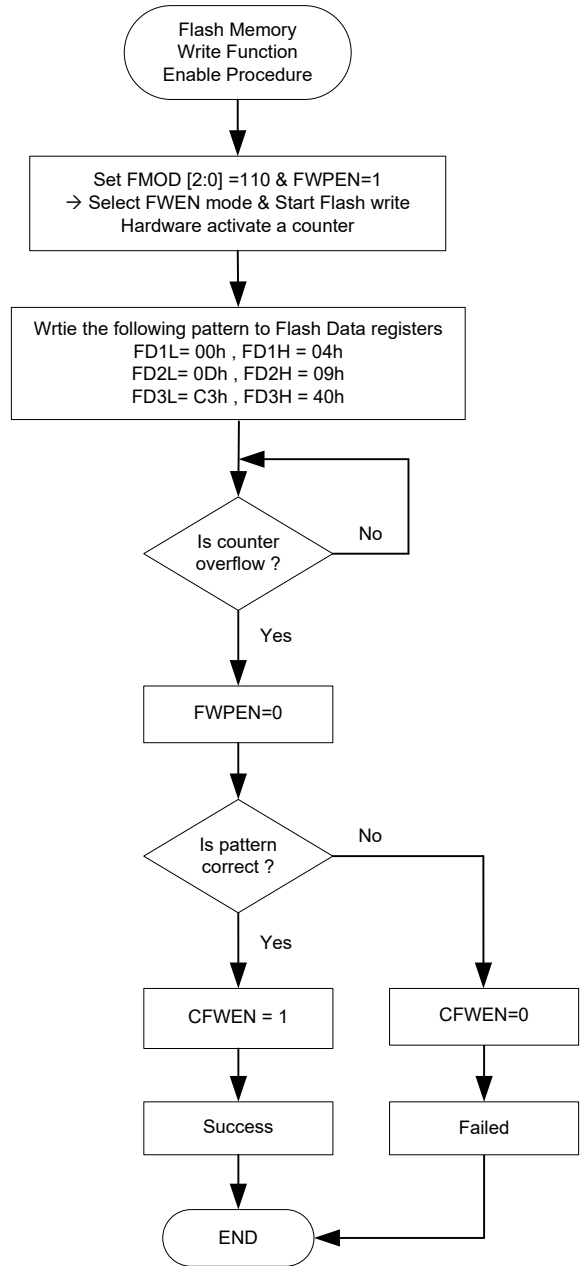 Flash Memory
Write Function
Enable Procedure
Set FMOD [2:0] =110 & FWPEN=1
→ Select FWEN mode & Start Flash write
Hardware activate a counter
Wrtie the following pattern to Flash Data registers
FD1L= 00h , FD1H = 04h
FD2L= 0Dh , FD2H = 09h
FD3L= C3h , FD3H = 40h
Is counter
overflow ?
No
Yes
FWPEN=0
Is pattern
correct ?
No
Yes
CFWEN = 1
CFWEN=0
Success
Failed
END